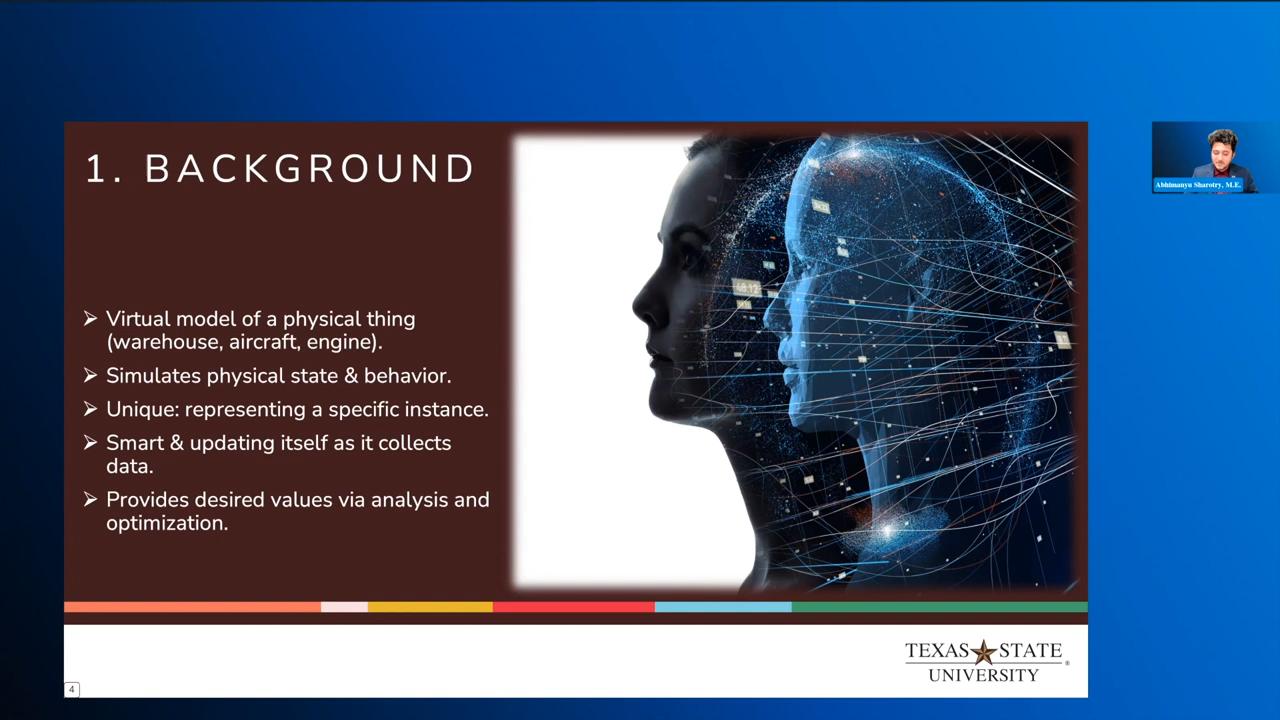 1. BACKGROUND
➢ Virtual model of a physical thing
(warehouse, aircraft, engine).
➢ Simulates physical state & behavior.
➢ Unique: representing a specific instance.
➢ Smart & updating itself as it collects
data.
➢ Provides desired values via analysis and
optimization.
Abhimanyu Sharotry, M.E.
TEXAS STATE
®
UNIVERSITY
4